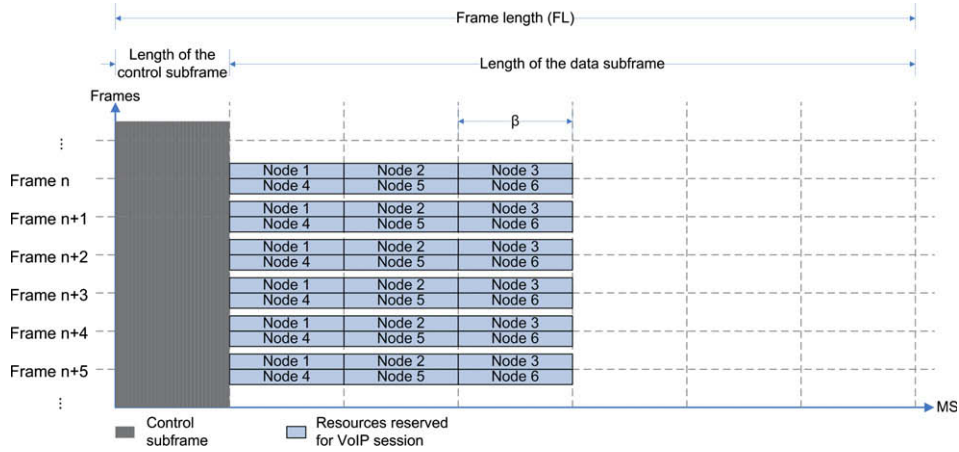 Frame length (FL)
Length of the
control subframe
Length of the data subframe
Frames
β
...
Frame n
Node 1 Node 2 Node 3
Node 4 Node 5 Node 6
Frame n+1
Node 1 Node 2 Node 3
Node 4 Node 5 Node 6
Frame n+2
Node 1 Node 2 Node 3
Node 4 Node 5 Node 6
Frame n+3
Node 1 Node 2 Node 3
Node 4 Node 5 Node 6
Frame n+4
Node 1 Node 2 Node 3
Node 4 Node 5 Node 6
Frame n+5
Node 1 Node 2 Node 3
Node 4 Node 5 Node 6
...
MS
Control
subframe
Resources reserved
for VoIP session